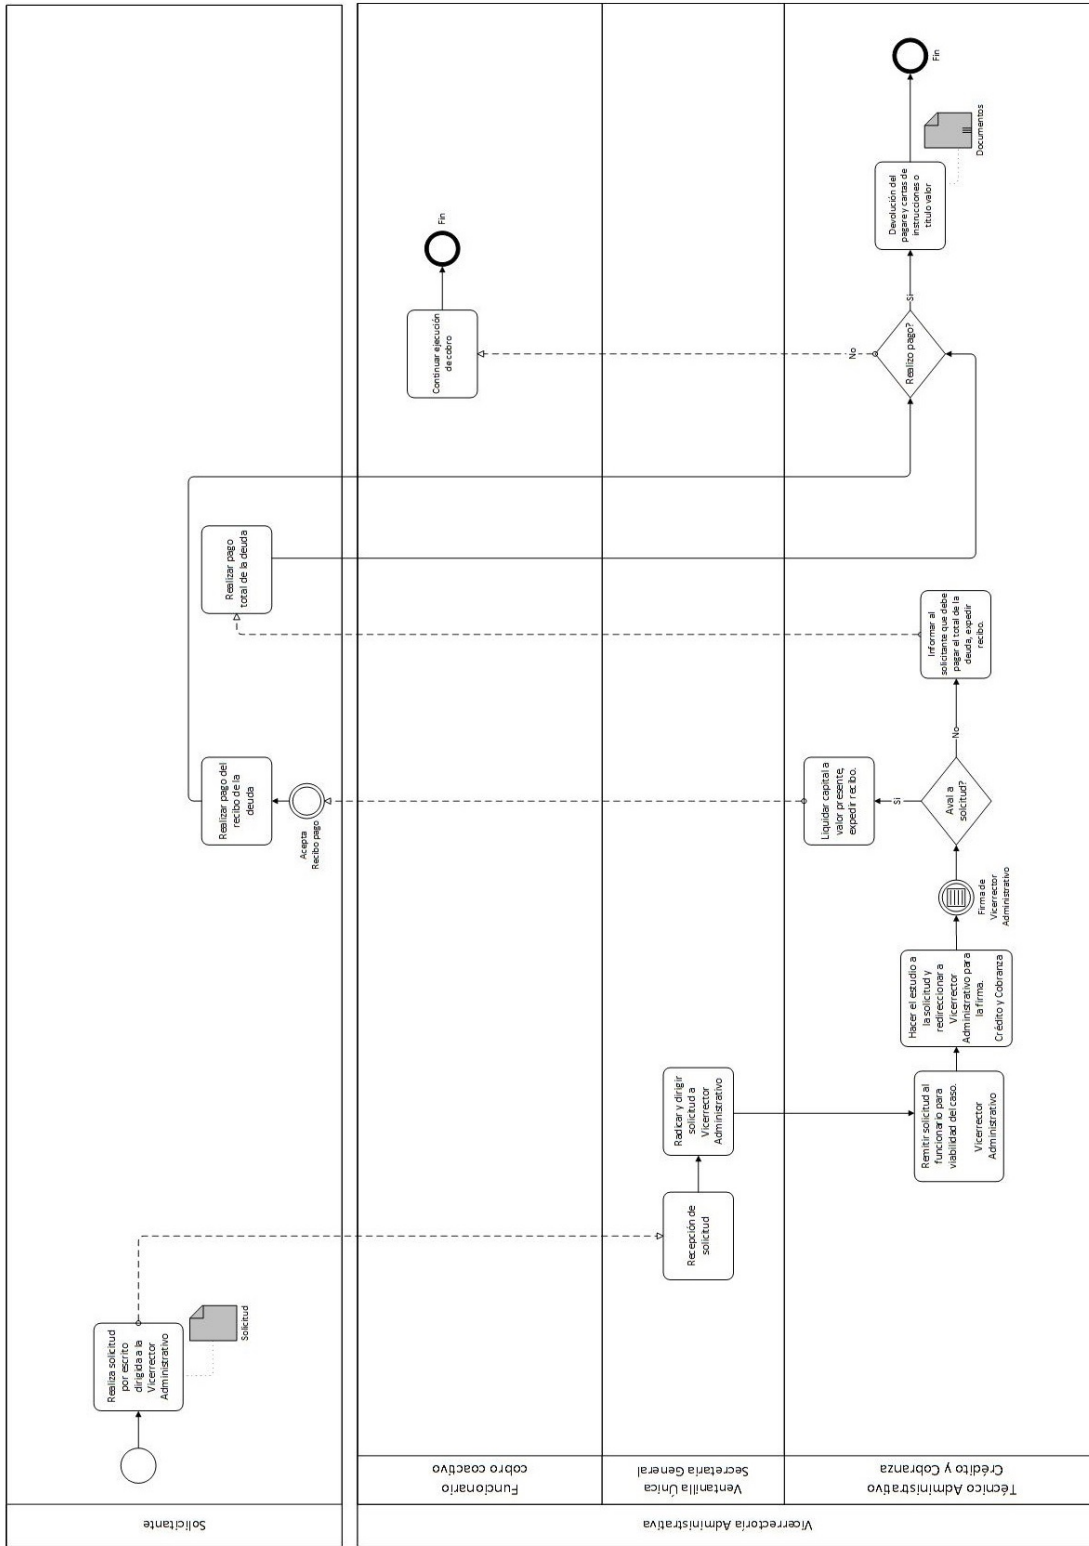 Solicitante
Realiza solicitud
por escrito
dirigida a la
Vicerrector
Administrativo
Solicitud
Acepta
Recibo pago
Realizar pago del
recibo de la
deuda
Realizar pago
total de la deuda
Vicerrectoría Administrativa
Funcionario
cobro coactivo
Continuar ejecución
de cobro
Fin
Ventanilla Única
Secretaria General
Recepción de
solicitud
Radicar y dirigir
solicitud a
Vicerrector
Administrativo
Técnico Administrativo
Crédito y Cobranza
Remitir solicitud al
funcionario para
viabilidad del caso.
Vicerrector
Administrativo
Hacer el estudio a
la solicitud y
redireccionar a
Vicerrector
Administrativo para
la firma.
Crédito y Cobranza
Firma de
Vicerrector
Administrativo
Aval a
solcitud?
Si
No
Liquidar capital a
valor presente,
expedir recibo.
Informar al
solicitante que debe
pagar el total de la
deuda, expedir
recibo.
Realizo pago?
No
Si
Devolución del
pagare y cartas de
instrucciones o
titulo valor
Documentos
Fin